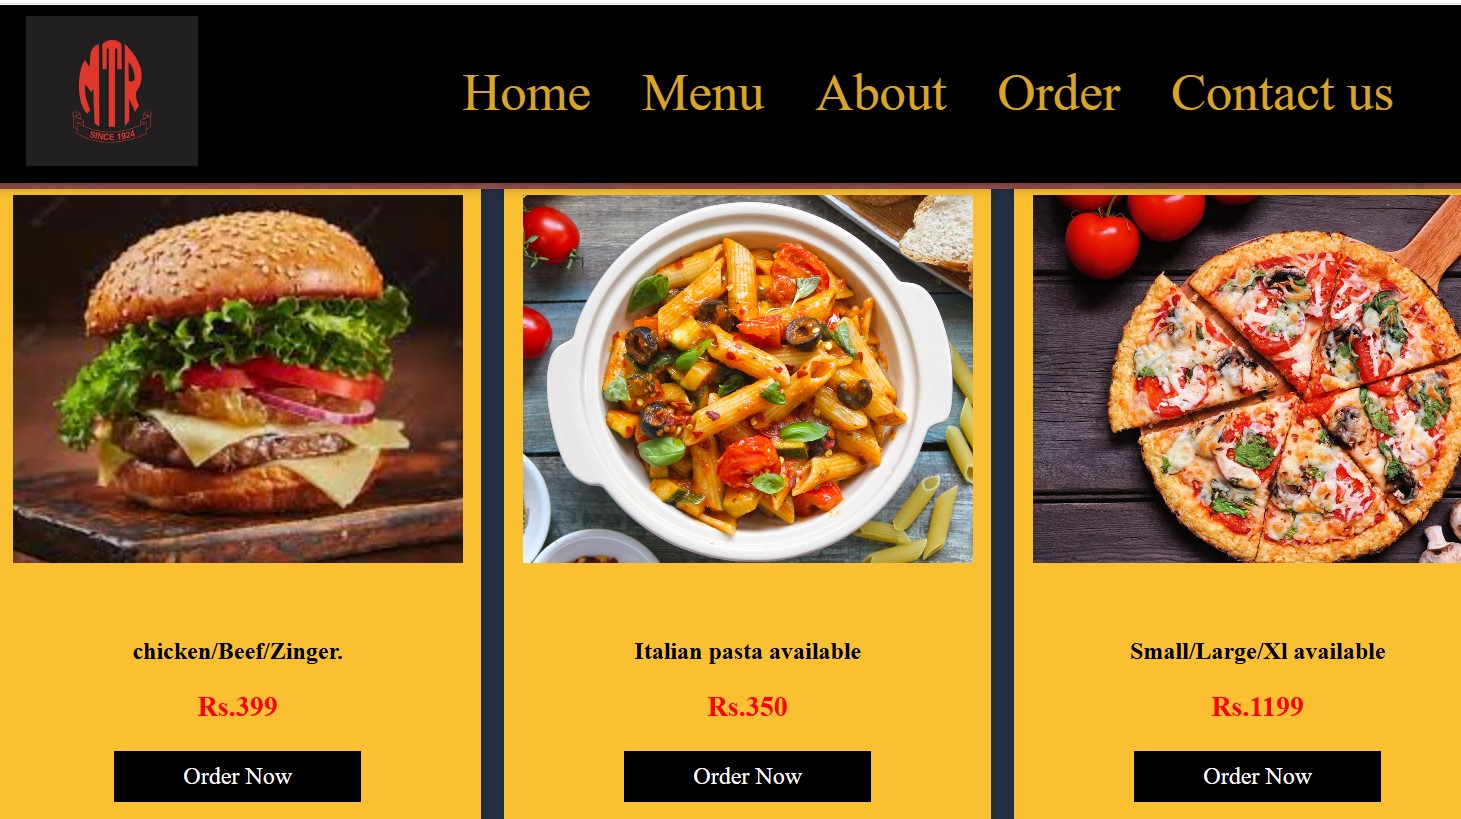 MTR
SINCE 1924
Home Menu About Order Contact us
chicken/Beef/Zinger.
Rs.399
Order Now
Italian pasta available
Rs.350
Order Now
Small/Large/Xl available
Rs.1199
Order Now